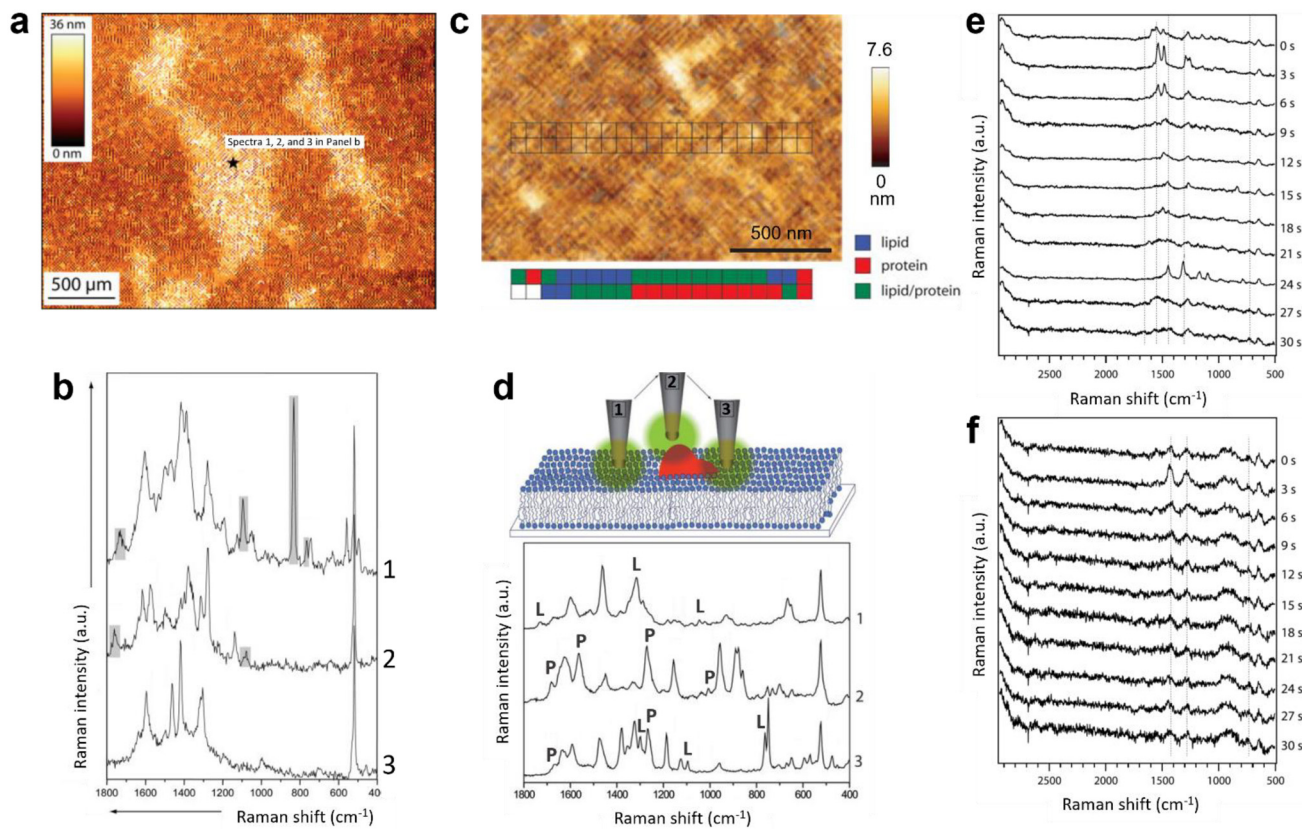 a
36 nm
0 nm
Spectra 1, 2, and 3 in Panel b
500 µm
b
Raman intensity (a.u.)
1
2
3
1800 1600 1400 1200 1000 800 600 40
Raman shift (cm-1)
c
7.6
0
nm
500 nm
lipid
protein
lipid/protein
d
1
2
3
L
L
L
1
P
P
P
P
2
P
L
P
L
L
3
1800 1600 1400 1200 1000 800 600 400
Raman intensity (a.u.)
Raman shift (cm-1)
e
0 s
3 s
6 s
9 s
12 s
15 s
18 s
21 s
24 s
27 s
30 s
Raman intensity (a.u.)
2500 2000 1500 1000 500
Raman shift (cm-1)
f
0 s
3 s
6 s
9 s
12 s
15 s
18 s
21 s
24 s
27 s
30 s
Raman intensity (a.u.)
2500 2000 1500 1000 500
Raman shift (cm-1)